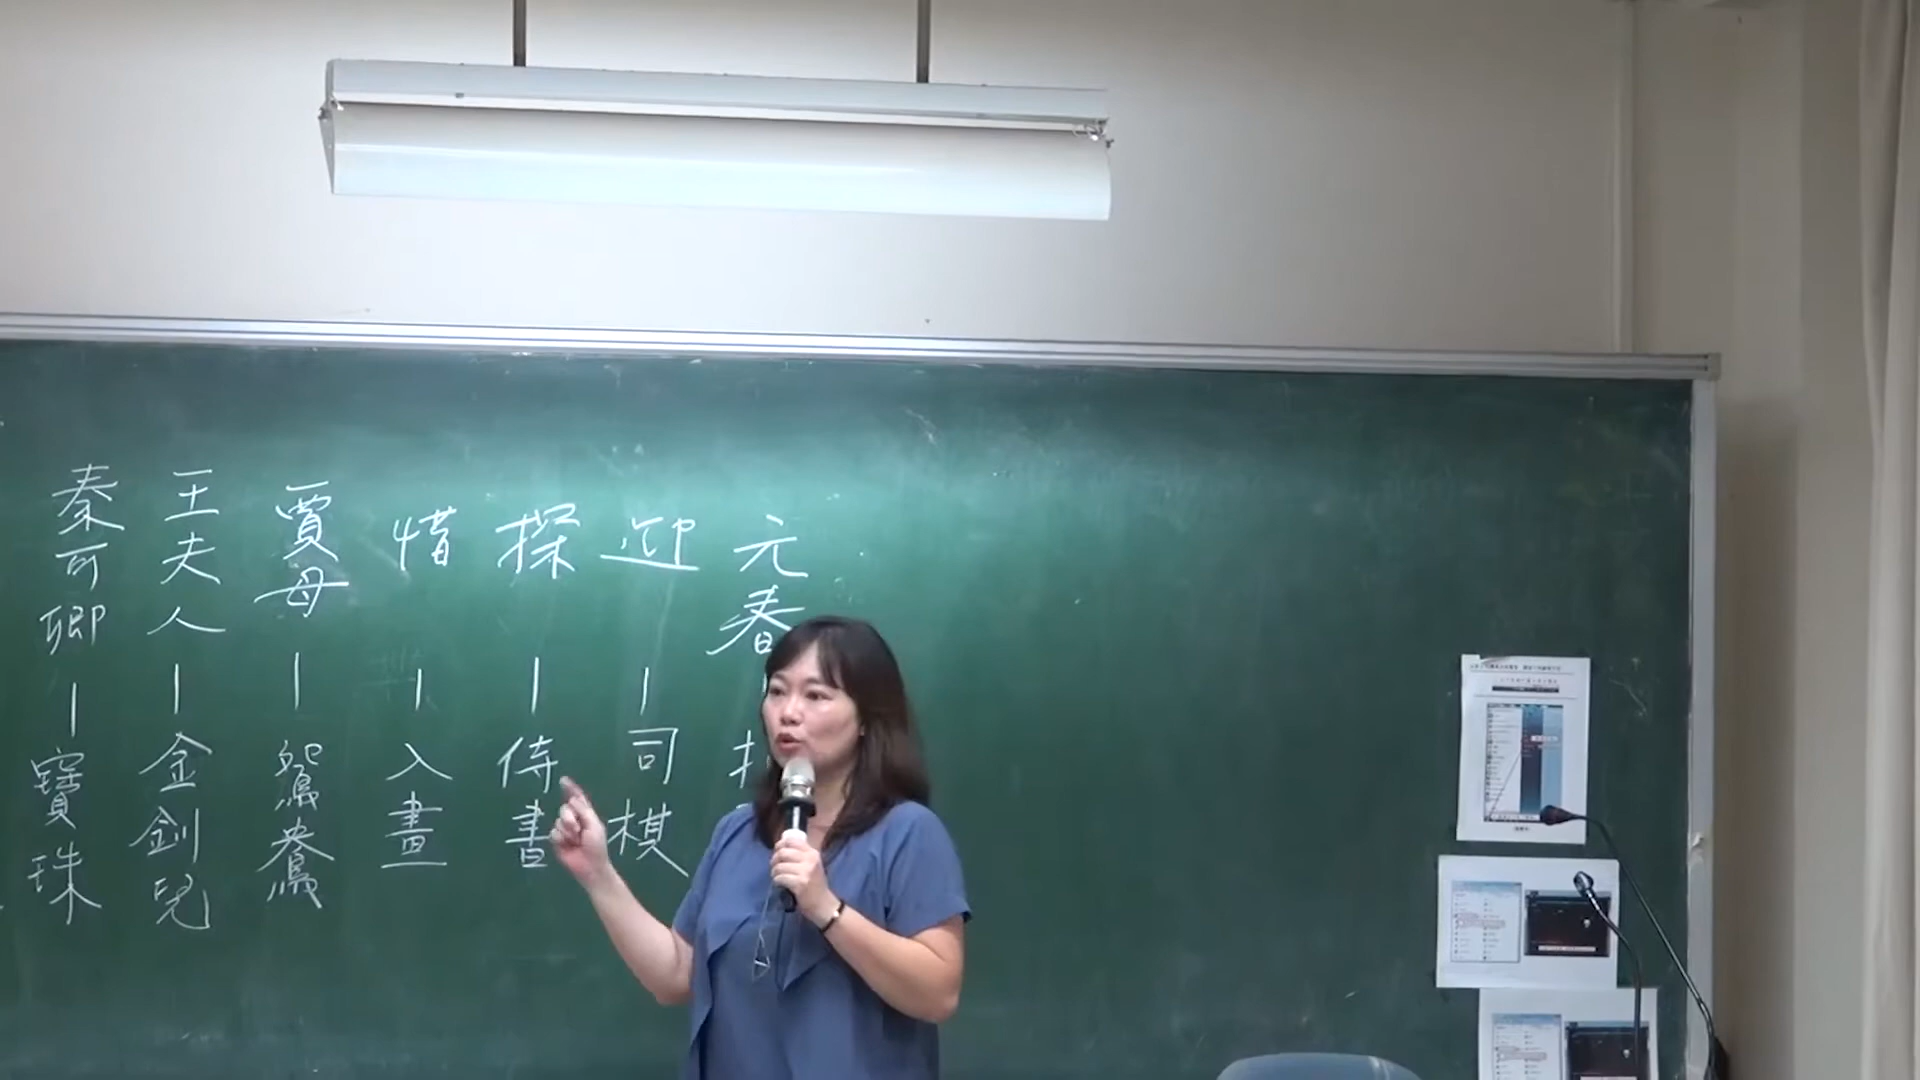 元春
迎 — 司棋
探 — 侍書
惜 — 入畫
賈母 — 鴛鴦
王夫人 — 金釧兒
秦可卿 — 寶珠